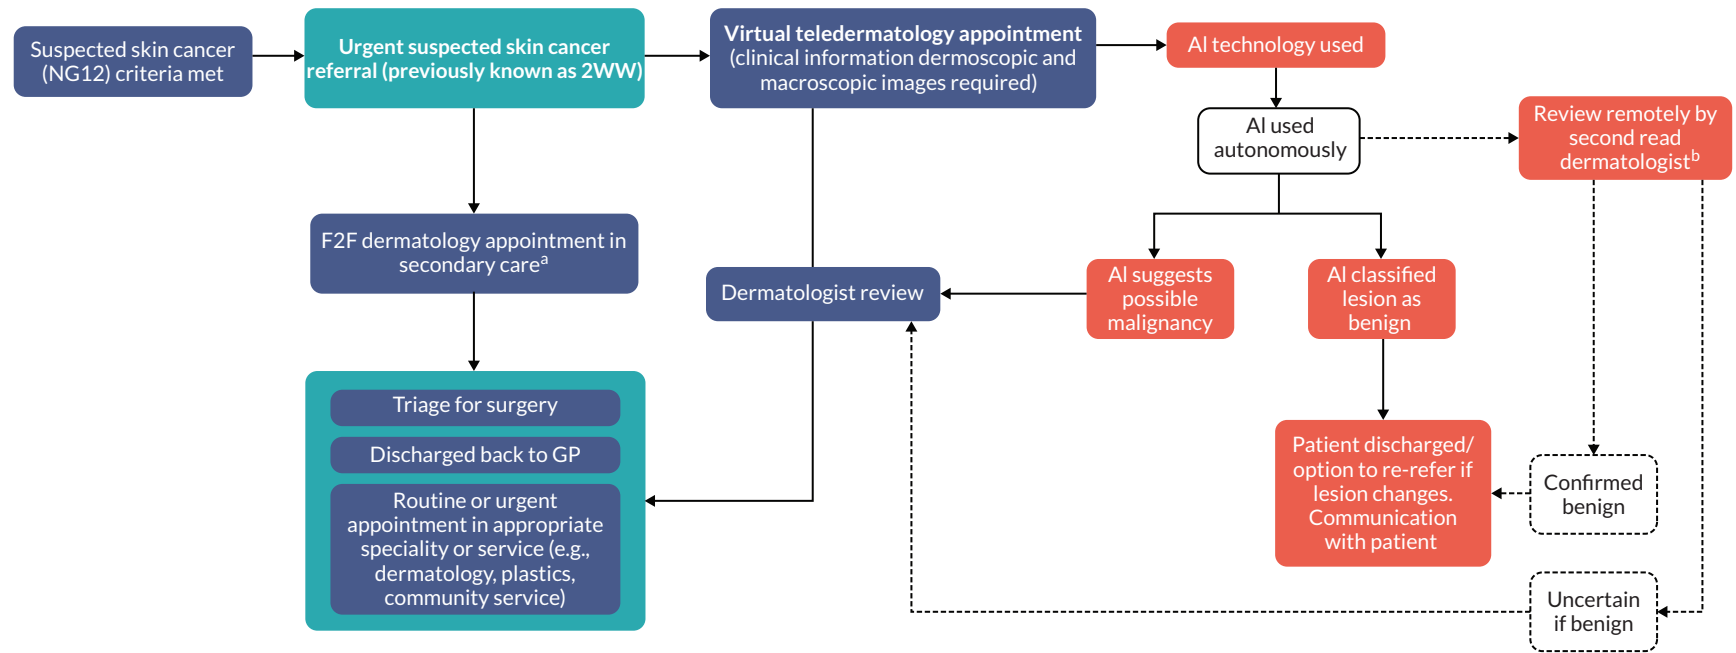 Suspected skin cancer
(NG12) criteria met
Urgent suspected skin cancer
referral (previously known as 2WW)
Virtual teledermatology appointment
(clinical information dermoscopic and
macroscopic images required)
AI technology used
AI used
autonomously
Review remotely by
second read
dermatologistb
F2F dermatology appointment in
secondary carea
Dermatologist review
AI suggests
possible
malignancy
AI classified
lesion as
benign
Triage for surgery
Discharged back to GP
Routine or urgent
appointment in appropriate
speciality or service (e.g.,
dermatology, plastics,
community service)
Patient discharged/
option to re-refer if
lesion changes.
Communication
with patient
Confirmed
benign
Uncertain
if benign